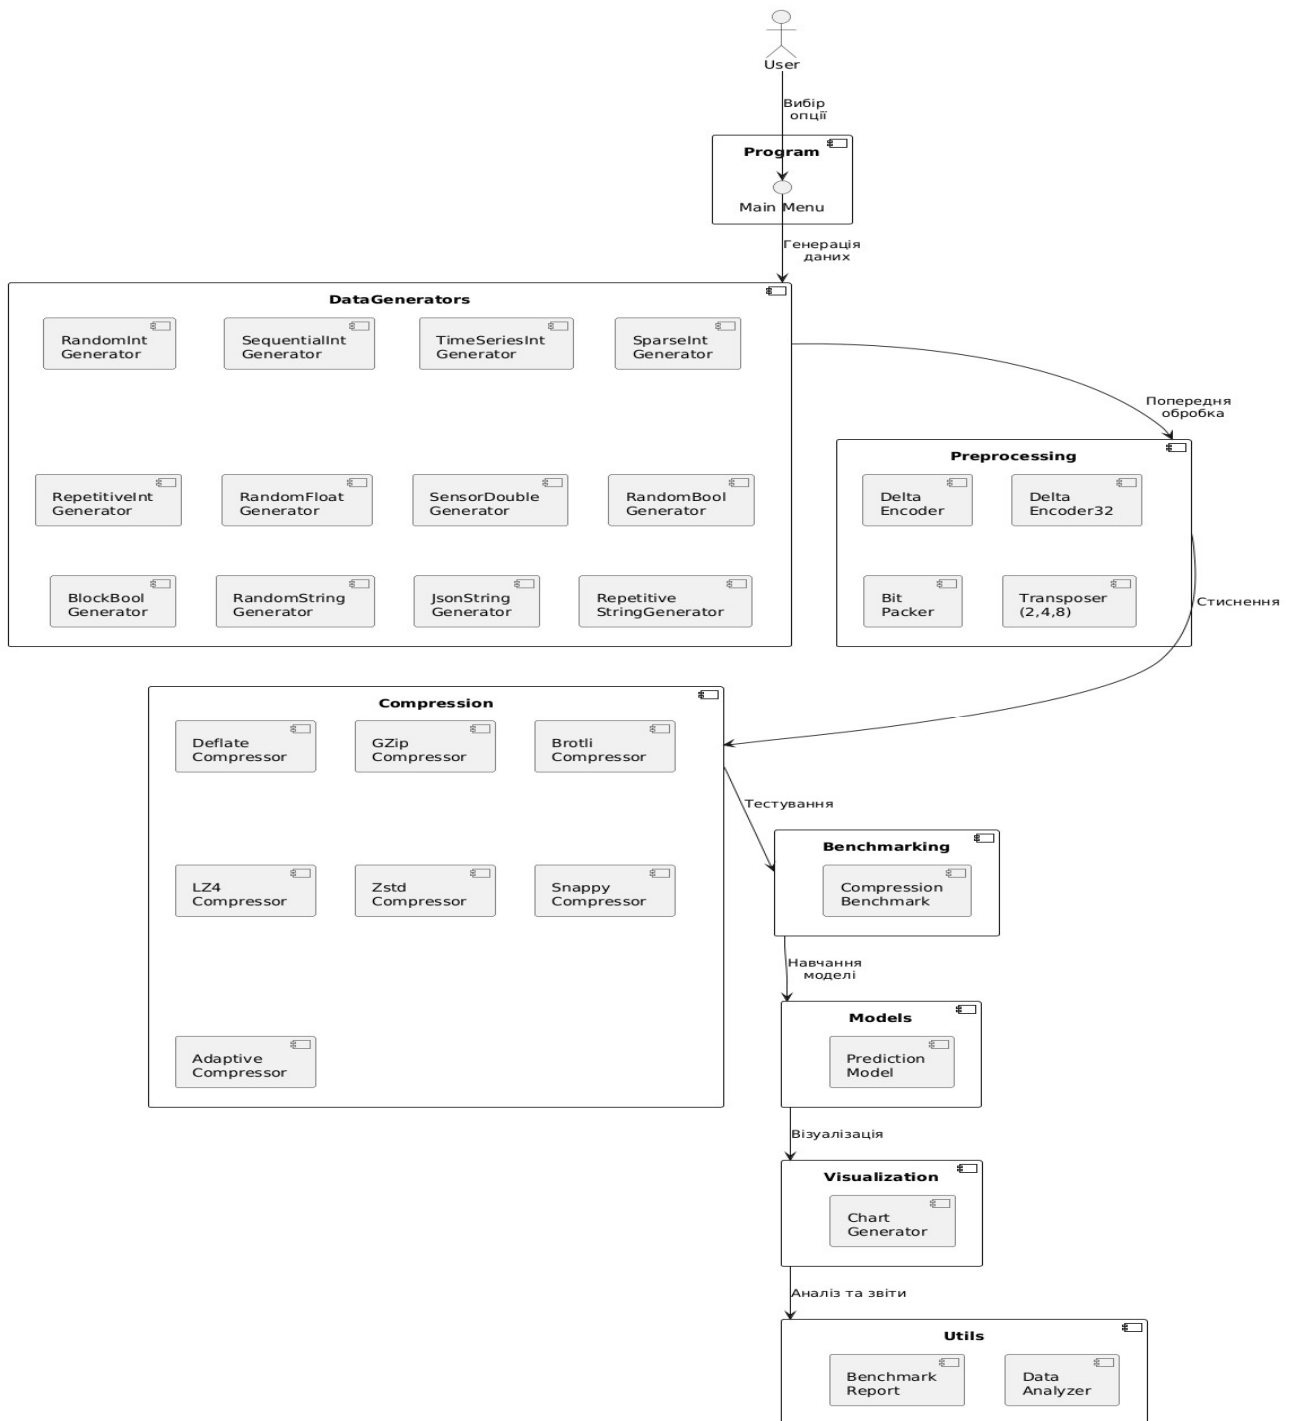 User
Вибір
опції
Program
Main Menu
Генерація
даних
DataGenerators
RandomInt
Generator
SequentialInt
Generator
TimeSeriesInt
Generator
SparseInt
Generator
RepetitiveInt
Generator
RandomFloat
Generator
SensorDouble
Generator
RandomBool
Generator
BlockBool
Generator
RandomString
Generator
JsonString
Generator
Repetitive
StringGenerator
Попередня
обробка
Preprocessing
Delta
Encoder
Delta
Encoder32
Bit
Packer
Transposer
(2,4,8)
Стиснення
Compression
Deflate
Compressor
GZip
Compressor
Brotli
Compressor
LZ4
Compressor
Zstd
Compressor
Snappy
Compressor
Adaptive
Compressor
Тестування
Benchmarking
Compression
Benchmark
Навчання
моделі
Models
Prediction
Model
Візуалізація
Visualization
Chart
Generator
Аналіз та звіти
Utils
Benchmark
Report
Data
Analyzer